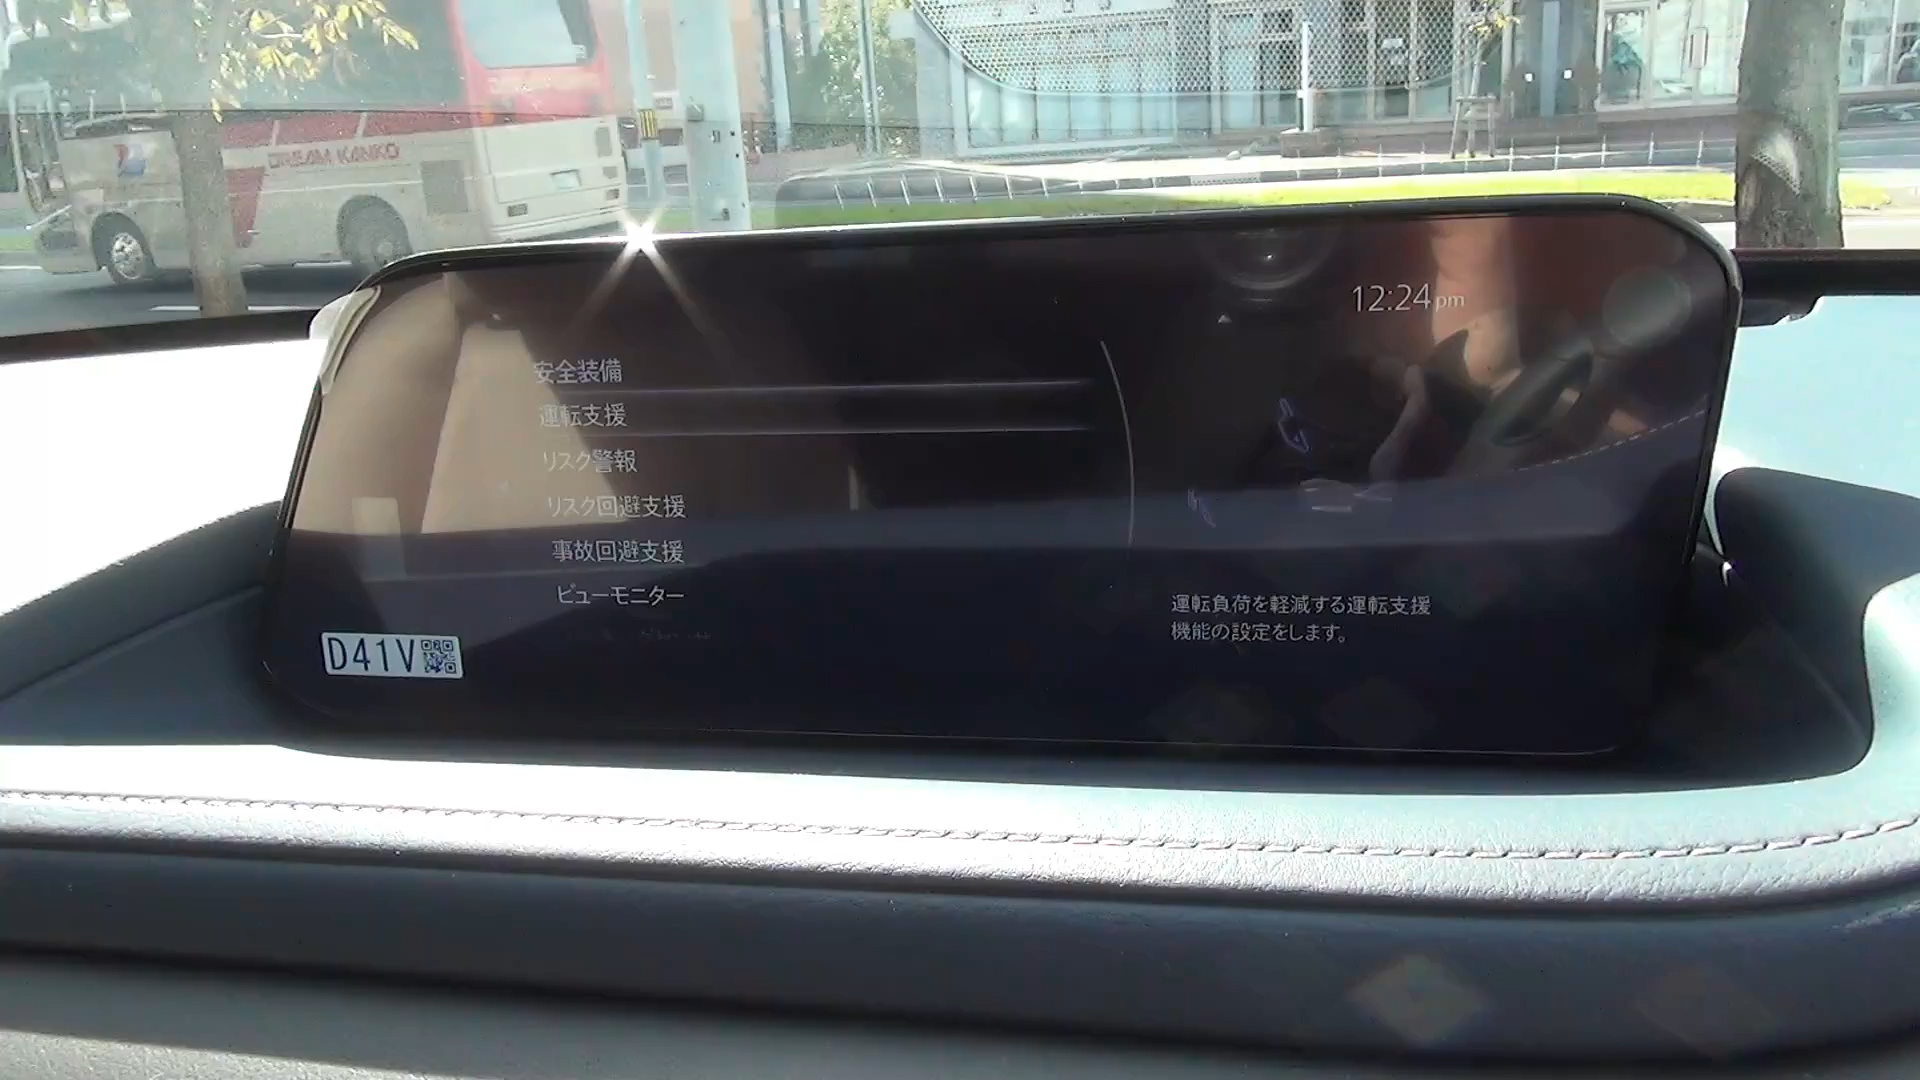 DREAM KANKO
12:24 pm
安全装備
運転支援
リスク警報
リスク回避支援
事故回避支援
ビューモニター
運転負荷を軽減する運転支援
機能の設定をします。
D41V